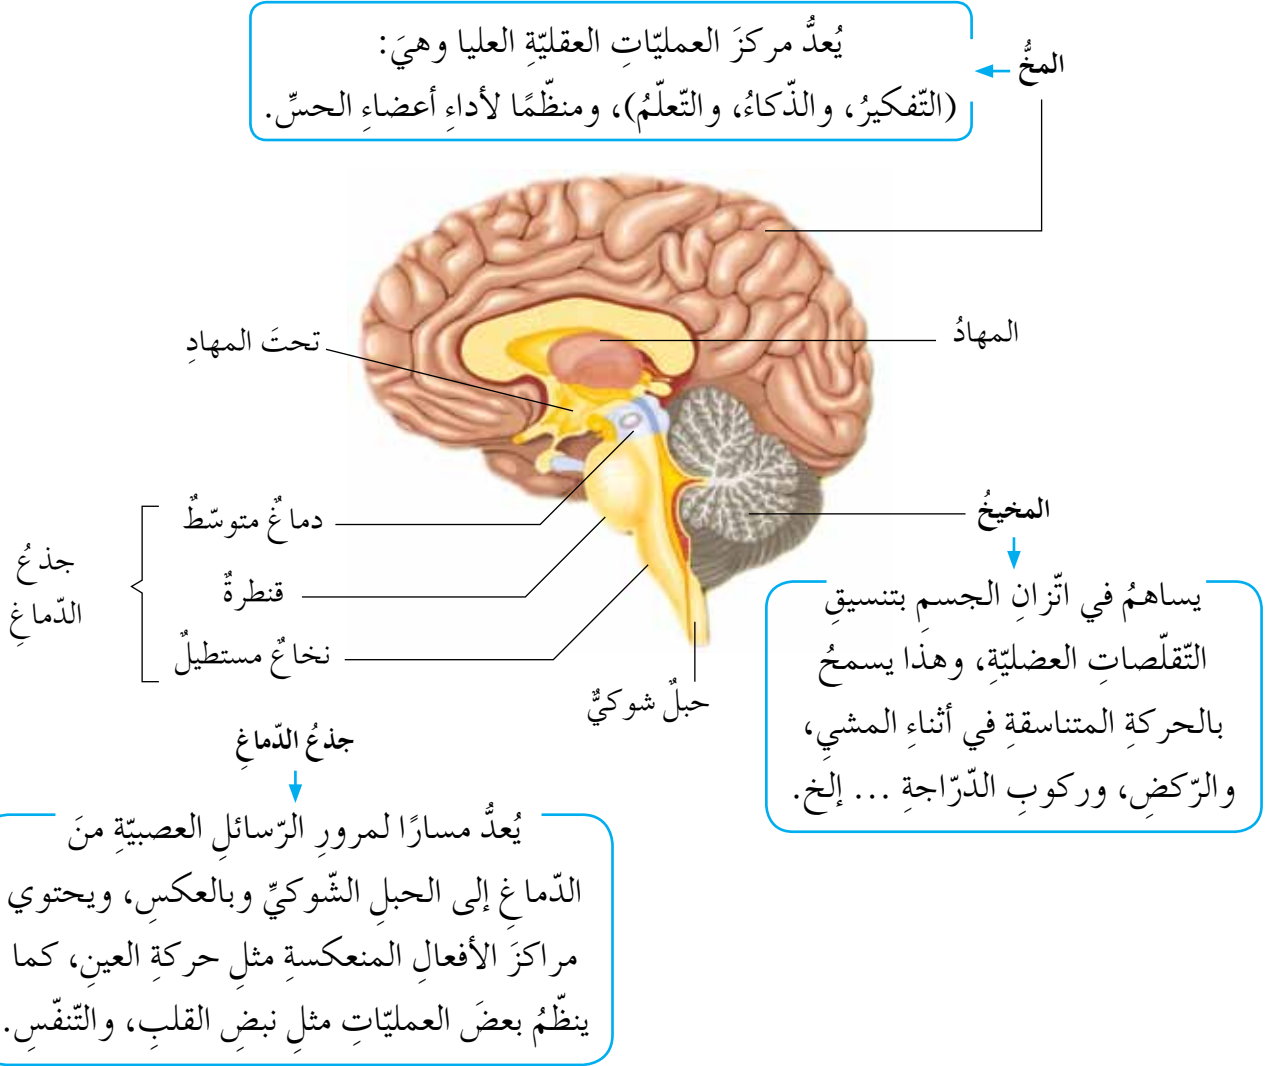 المخُّ
يُعدُّ مركزَ العمليّاتِ العقليّةِ العليا وهيَ:
(التّفكيرُ، والذّكاءُ، والتّعلّمُ)، ومنظّمًا لأداءِ أعضاءِ الحسِّ.
المهادُ
تحتَ المهادِ
المخيخُ
يساهمُ في اتّزانِ الجسمِ بتنسيقِ
التّقلّصاتِ العضليّةِ، وهذا يسمحُ
بالحركةِ المتناسقةِ في أثناءِ المشيِ،
والرّكضِ، وركوبِ الدّرّاجةِ ... إلخ.
دماغٌ متوسّطٌ
قنطرةٌ
نخاعٌ مستطيلٌ
جذعُ
الدّماغِ
حبلٌ شوكيٌّ
جذعُ الدّماغِ
يُعدُّ مسارًا لمرورِ الرّسائلِ العصبيّةِ منَ
الدّماغِ إلى الحبلِ الشّوكيِّ وبالعكسِ، ويحتوي
مراكزَ الأفعالِ المنعكسةِ مثلِ حركةِ العينِ، كما
ينظّمُ بعضَ العمليّاتِ مثلِ نبضِ القلبِ، والتّنفّسِ.